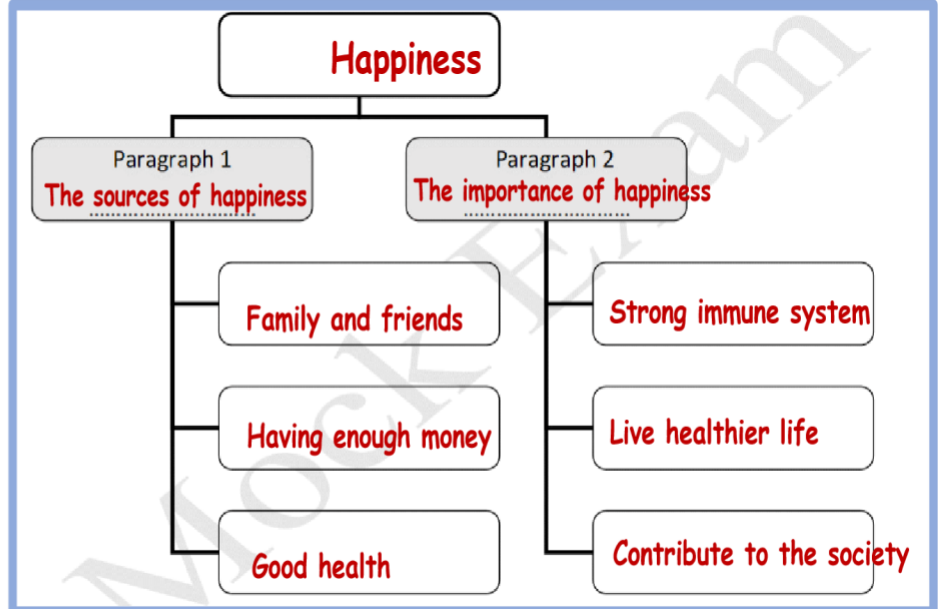 Happiness
Paragraph 1
The sources of happiness
Paragraph 2
The importance of happiness
Family and friends
Having enough money
Good health
Strong immune system
Live healthier life
Contribute to the society
Mock Exam